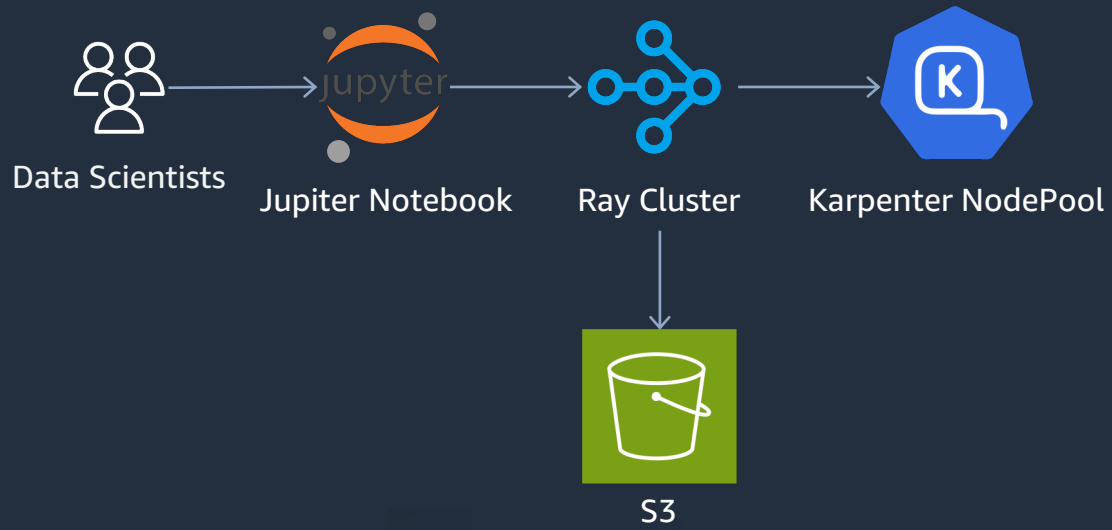 jupyter
K
Data Scientists
Jupiter Notebook
Ray Cluster
Karpenter NodePool
S3